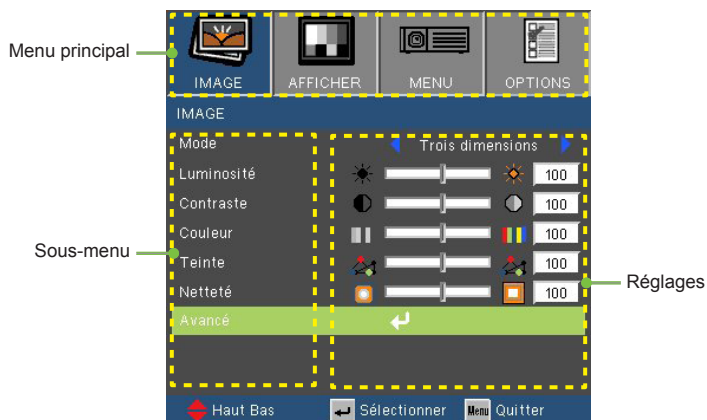 Menu principal
IMAGE AFFICHER MENU OPTIONS
IMAGE
Mode Trois dimensions
Luminosité 100
Contraste 100
Couleur 100
Sous-menu
Teinte 100
Réglages
Netteté 100
Avancé
Haut Bas Sélectionner Menu Quitter